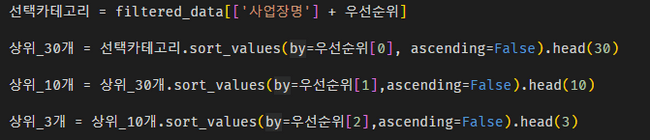 선택카테고리 = filtered_data[['사업장명'] + 우선순위]
상위_30개 = 선택카테고리.sort_values(by=우선순위[0], ascending=False).head(30)
상위_10개 = 상위_30개.sort_values(by=우선순위[1],ascending=False).head(10)
상위_3개 = 상위_10개.sort_values(by=우선순위[2],ascending=False).head(3)